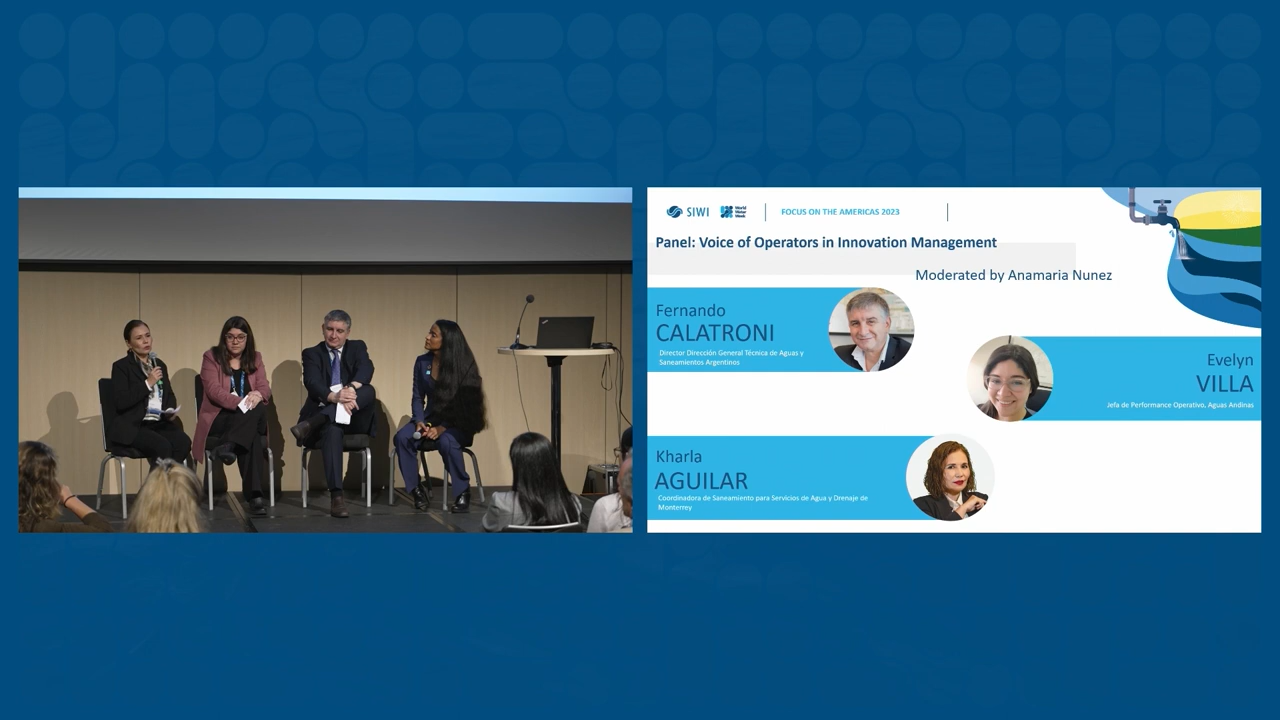 SIWI
World
Water
Week
FOCUS ON THE AMERICAS 2023
Panel: Voice of Operators in Innovation Management
Moderated by Anamaria Nunez
Fernando
CALATRONI
Director Dirección General Técnica de Aguas y
Saneamientos Argentinos
Evelyn
VILLA
Jefa de Performance Operativo, Aguas Andinas
Kharla
AGUILAR
Coordinadora de Saneamiento para Servicios de Agua y Drenaje de
Monterrey